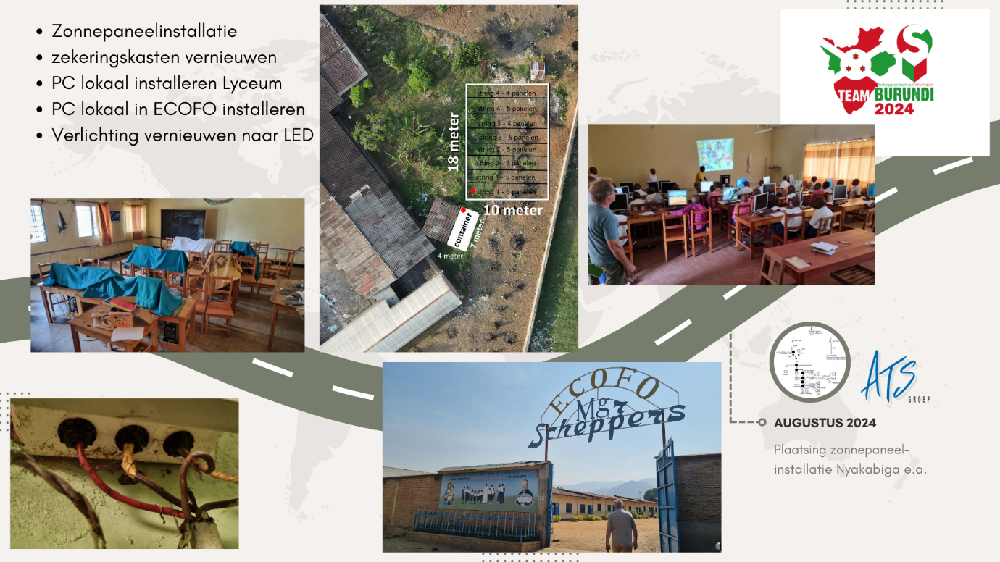 Zonnepaneelinstallatie
zekeringskasten vernieuwen
PC lokaal installeren Lyceum
PC lokaal in ECOFO installeren
Verlichting vernieuwen naar LED
string 4 - 4 panelen
string 4 - 5 panelen
string 3 - 4 panelen
string 3 - 5 panelen
string 2 - 5 panelen
string 2 - 5 panelen
string 1 - 5 panelen
string 1 - 5 panelen
18 meter
10 meter
container
7 meter
4 meter
S
Scheppersinstituut Wetteren
TEAM BURUNDI
2024
ECOFO
Mgr
Scheppers
ATS
GROEP
AUGUSTUS 2024
Plaatsing zonnepaneel-
installatie Nyakabiga e.a.